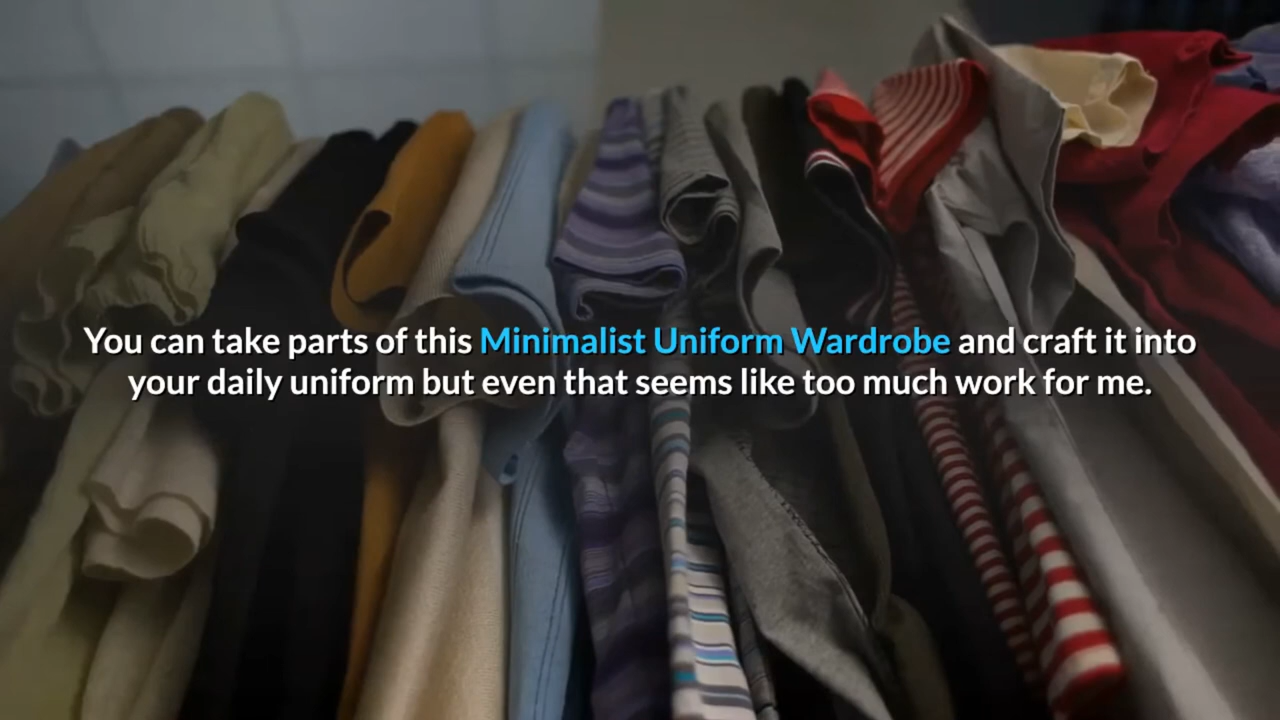 You can take parts of this Minimalist Uniform Wardrobe and craft it into
your daily uniform but even that seems like too much work for me.